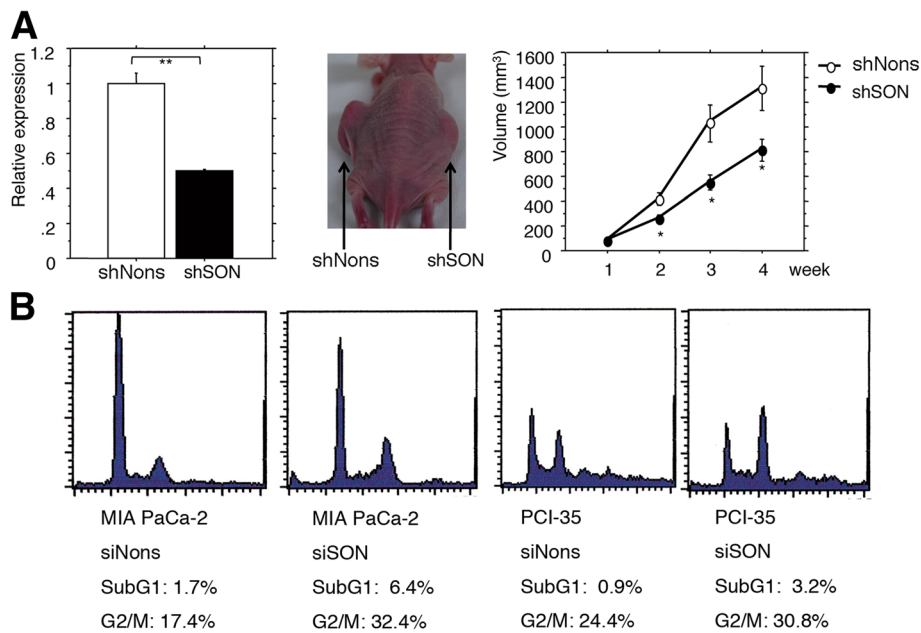 A
Relative expression
1.2
1
.8
.6
.4
.2
0
**
shNons
shSON
shNons
shSON
Volume (mm³)
1600
1400
1200
1000
800
600
400
200
0
*
*
*
1 2 3 4 week
shNons
shSON
B
MIA PaCa-2
siNons
SubG1: 1.7%
G2/M: 17.4%
MIA PaCa-2
siSON
SubG1: 6.4%
G2/M: 32.4%
PCI-35
siNons
SubG1: 0.9%
G2/M: 24.4%
PCI-35
siSON
SubG1: 3.2%
G2/M: 30.8%